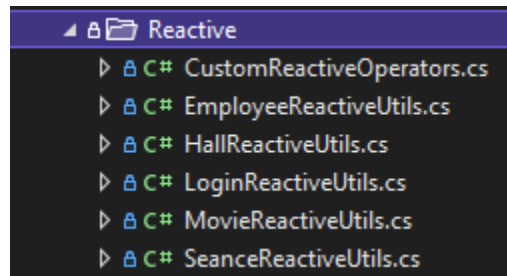 Reactive
C# CustomReactiveOperators.cs
C# EmployeeReactiveUtils.cs
C# HallReactiveUtils.cs
C# LoginReactiveUtils.cs
C# MovieReactiveUtils.cs
C# SeanceReactiveUtils.cs